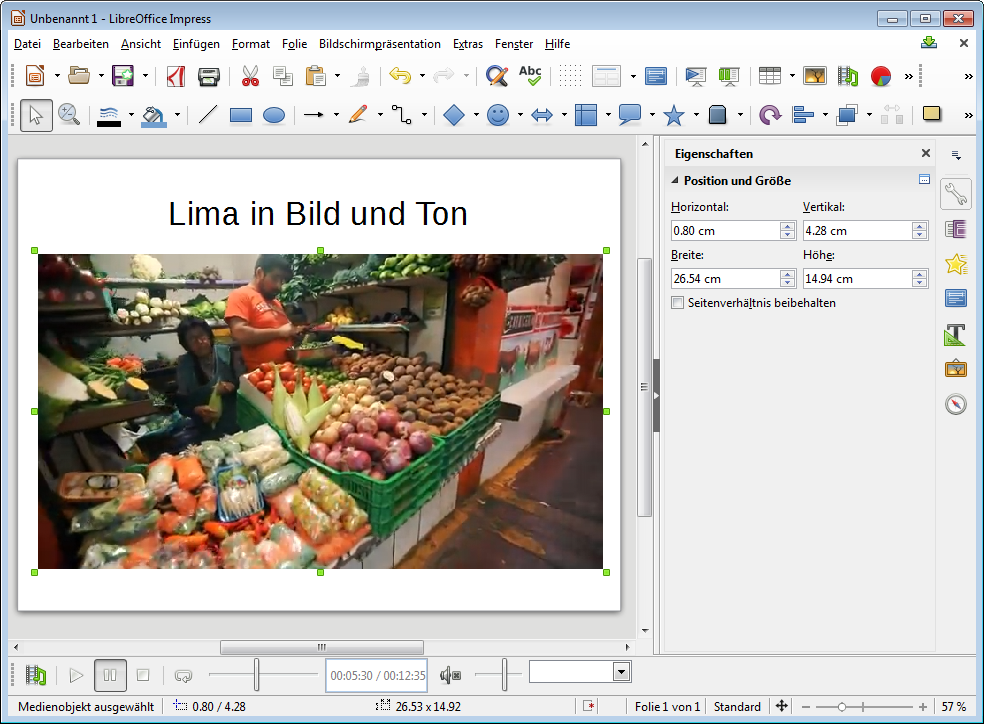 Unbenannt 1 - LibreOffice Impress
Datei Bearbeiten Ansicht Einfügen Format Folie Bildschirmpräsentation Extras Fenster Hilfe
Abc
Lima in Bild und Ton
Eigenschaften
Position und Größe
Horizontal: Vertikal:
0.80 cm 4.28 cm
Breite: Höhe:
26.54 cm 14.94 cm
Seitenverhältnis beibehalten
00:05:30 / 00:12:35
Medienobjekt ausgewählt 0.80 / 4.28 26.53 x 14.92 Folie 1 von 1 Standard 57 %